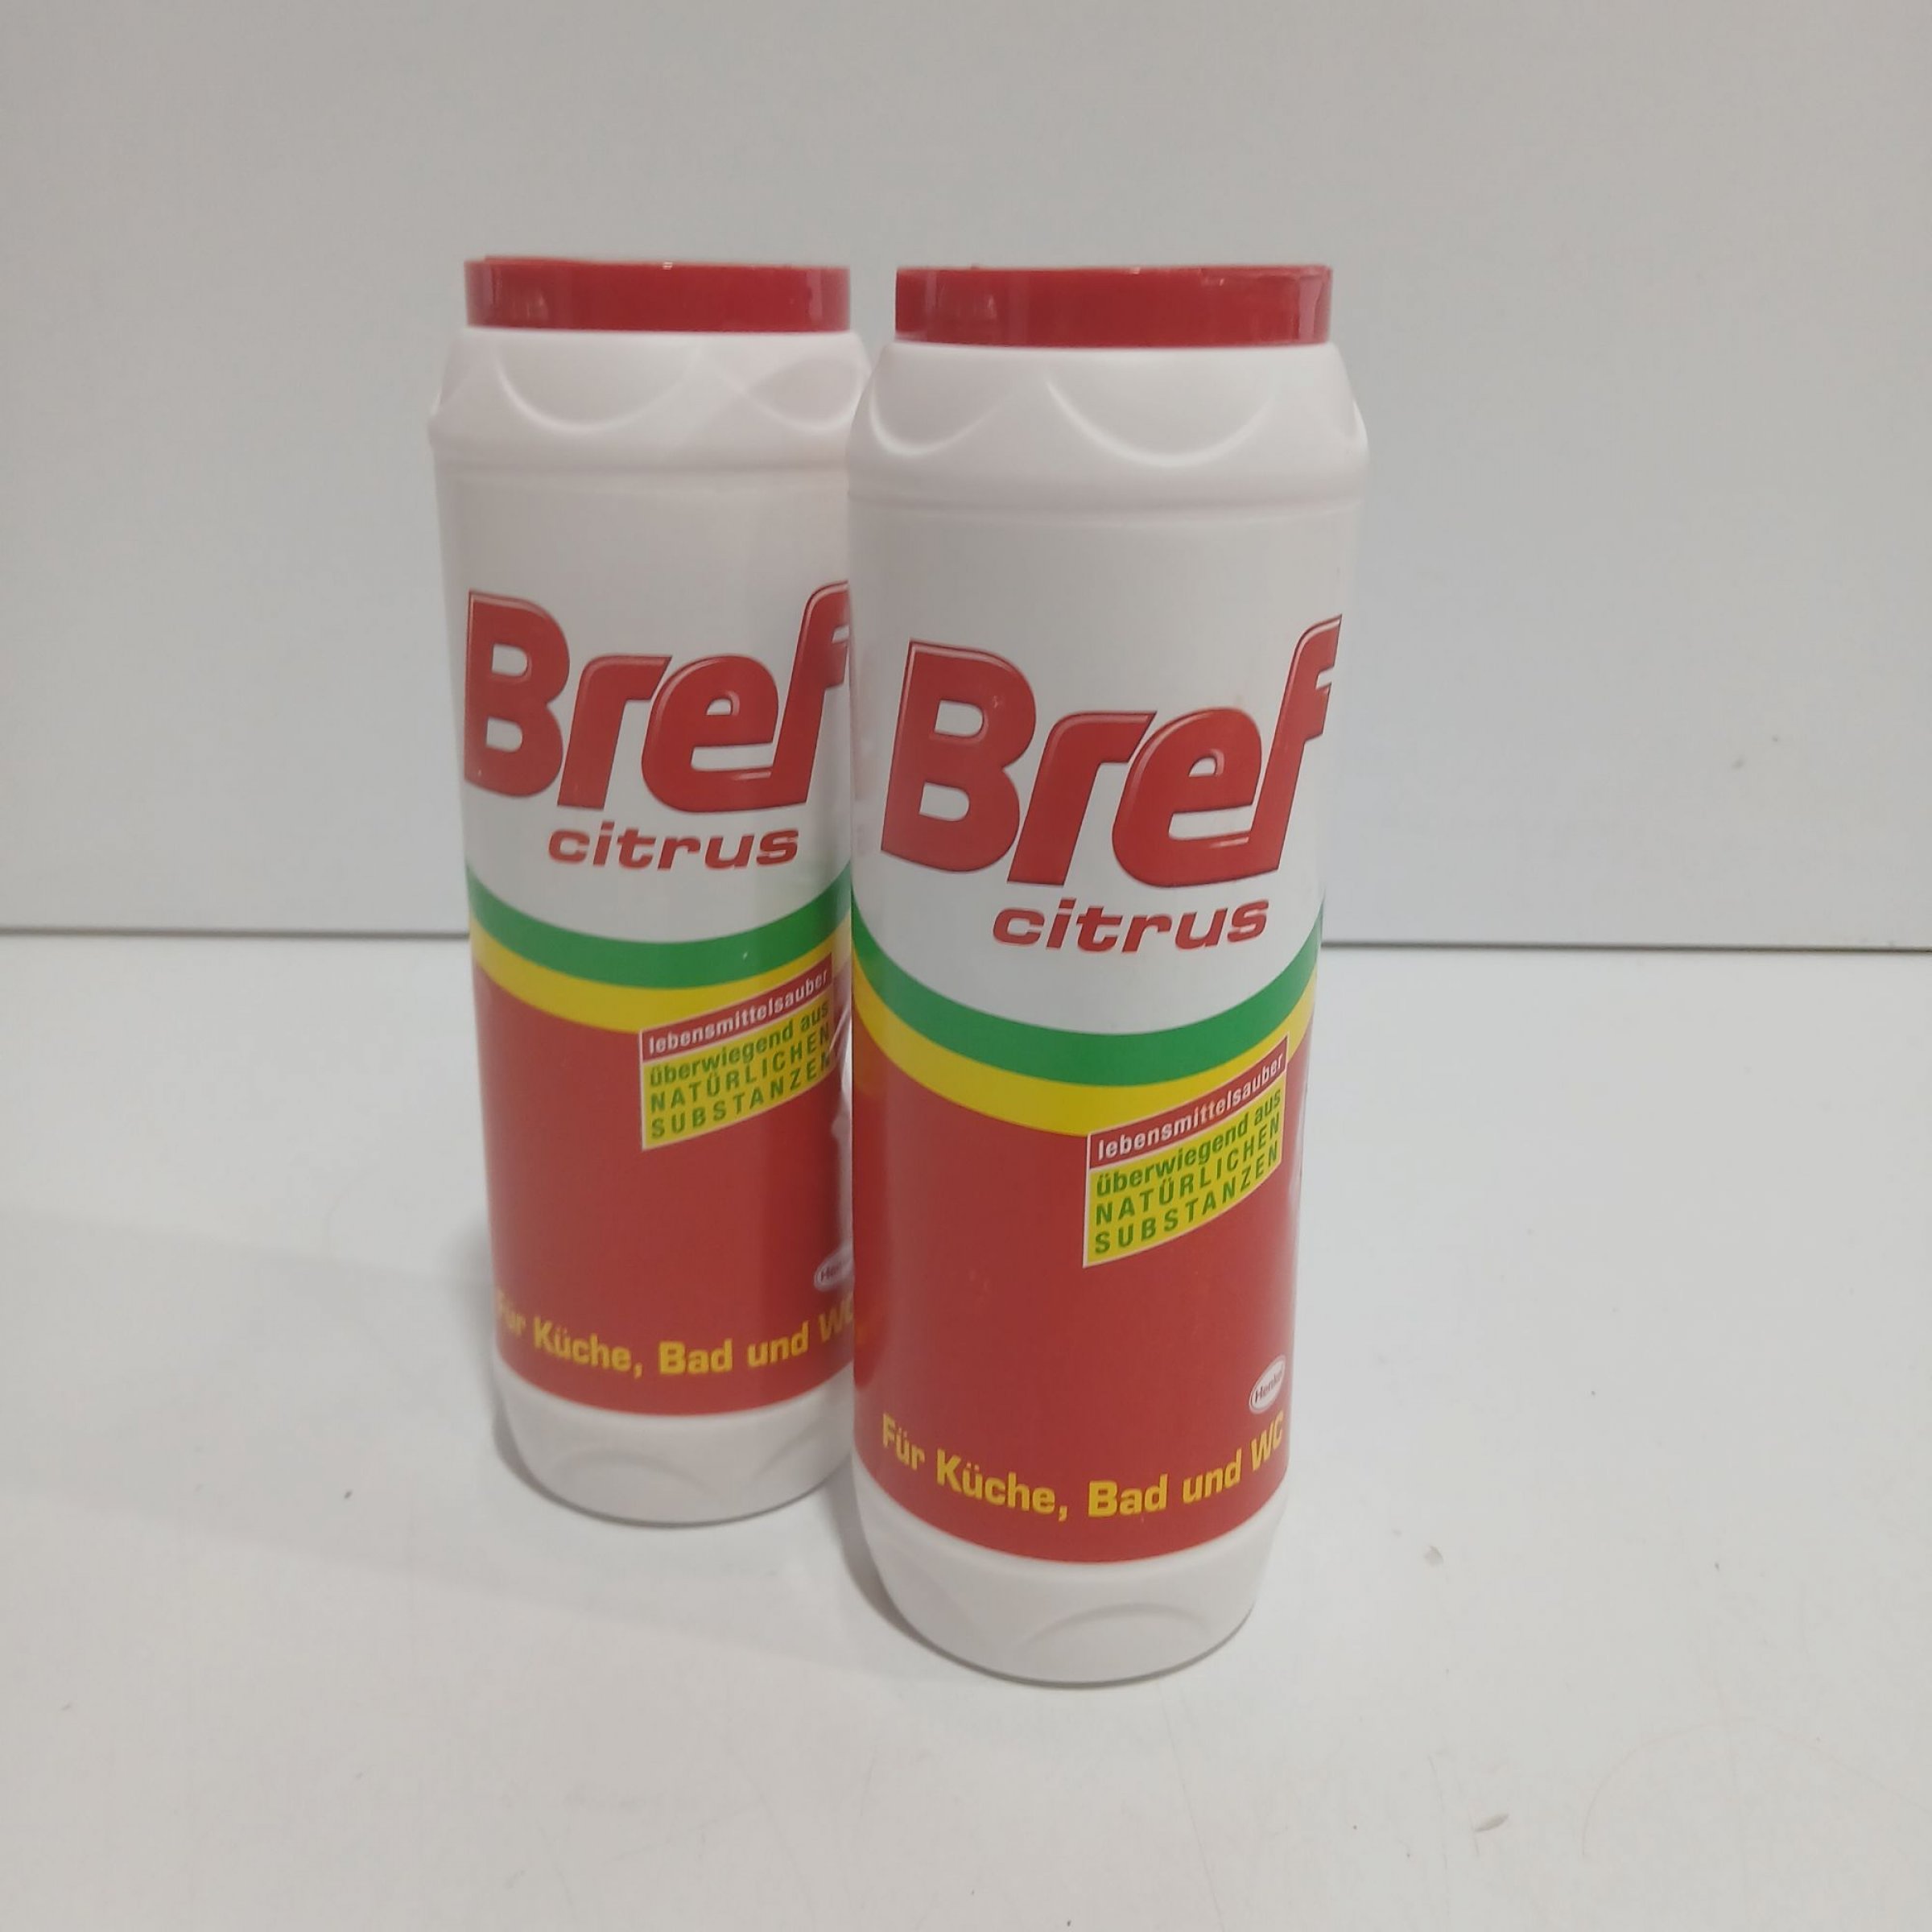 Bref
citrus
lebensmittelsauber
überwiegend aus
NATÜRLICHEN
SUBSTANZEN
Für Küche, Bad und WC
Bref
citrus
lebensmittelsauber
überwiegend aus
NATÜRLICHEN
SUBSTANZEN
Henkel
Für Küche, Bad und WC